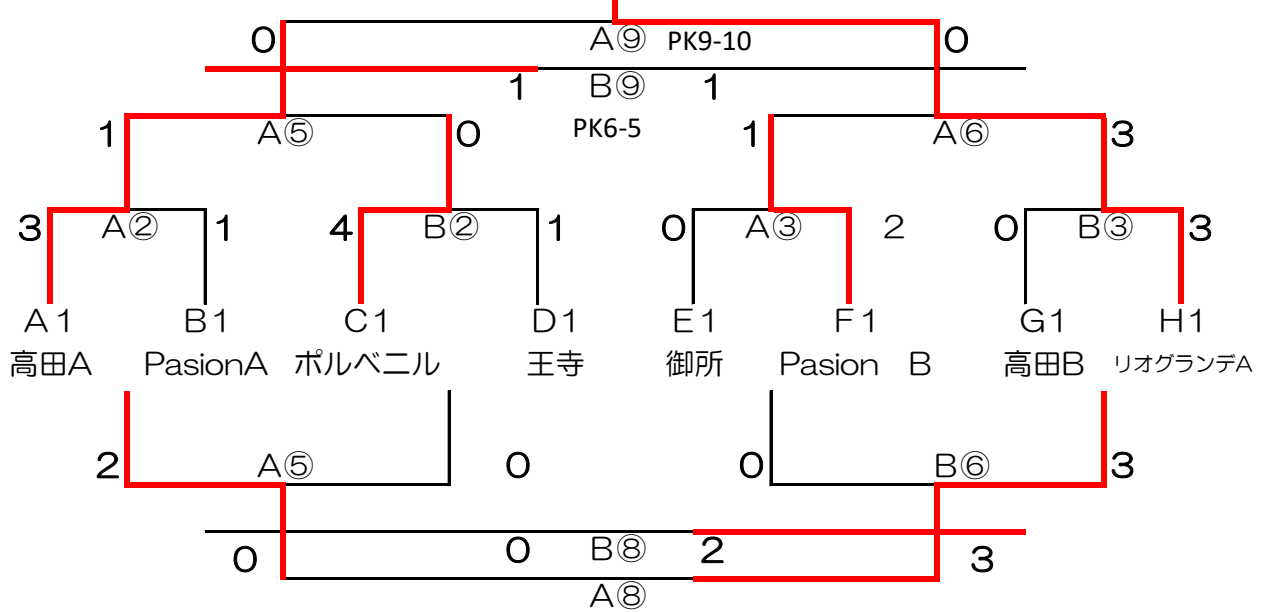 0 A⑨ PK9-10 0
1 B⑨ 1
1 A⑤ 0 PK6-5 1 A⑥ 3
3 A② 1 4 B② 1 0 A③ 2 0 B③ 3
A1 B1 C1 D1 E1 F1 G1 H1
高田A PasionA ポルベニル 王寺 御所 Pasion B 高田B リオグランデA
2 A⑤ 0 0 B⑥ 3
0 0 B⑧ 2 3
A⑧